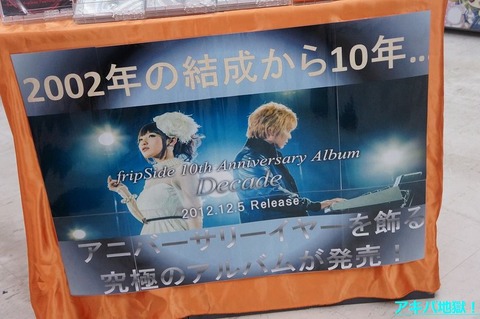 2002年の結成から10年...
fripSide 10th Anniversary Album
Decade
2012.12.5 Release
アニバーサリーイヤーを飾る
究極のアルバムが発売！
アキバ地獄！